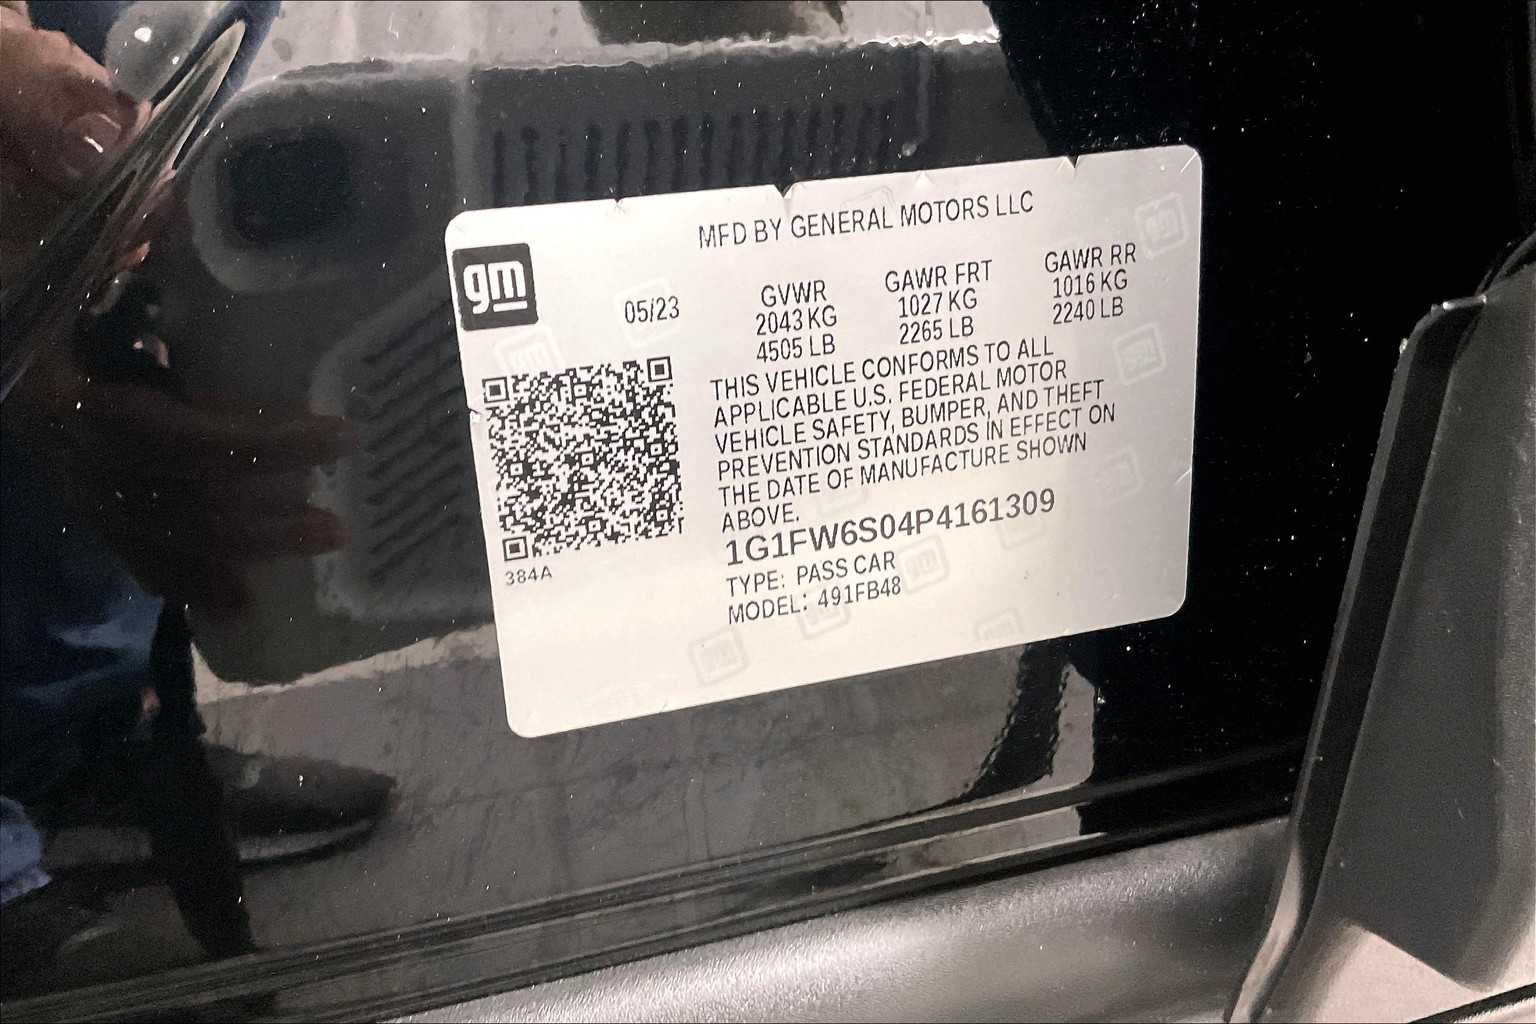 MFD BY GENERAL MOTORS LLC
gm
05/23
GVWR
2043 KG
4505 LB
GAWR FRT
1027 KG
2265 LB
GAWR RR
1016 KG
2240 LB
THIS VEHICLE CONFORMS TO ALL
APPLICABLE U.S. FEDERAL MOTOR
VEHICLE SAFETY, BUMPER, AND THEFT
PREVENTION STANDARDS IN EFFECT ON
THE DATE OF MANUFACTURE SHOWN
ABOVE.
1G1FW6S04P4161309
TYPE: PASS CAR
MODEL: 491FB48
384A